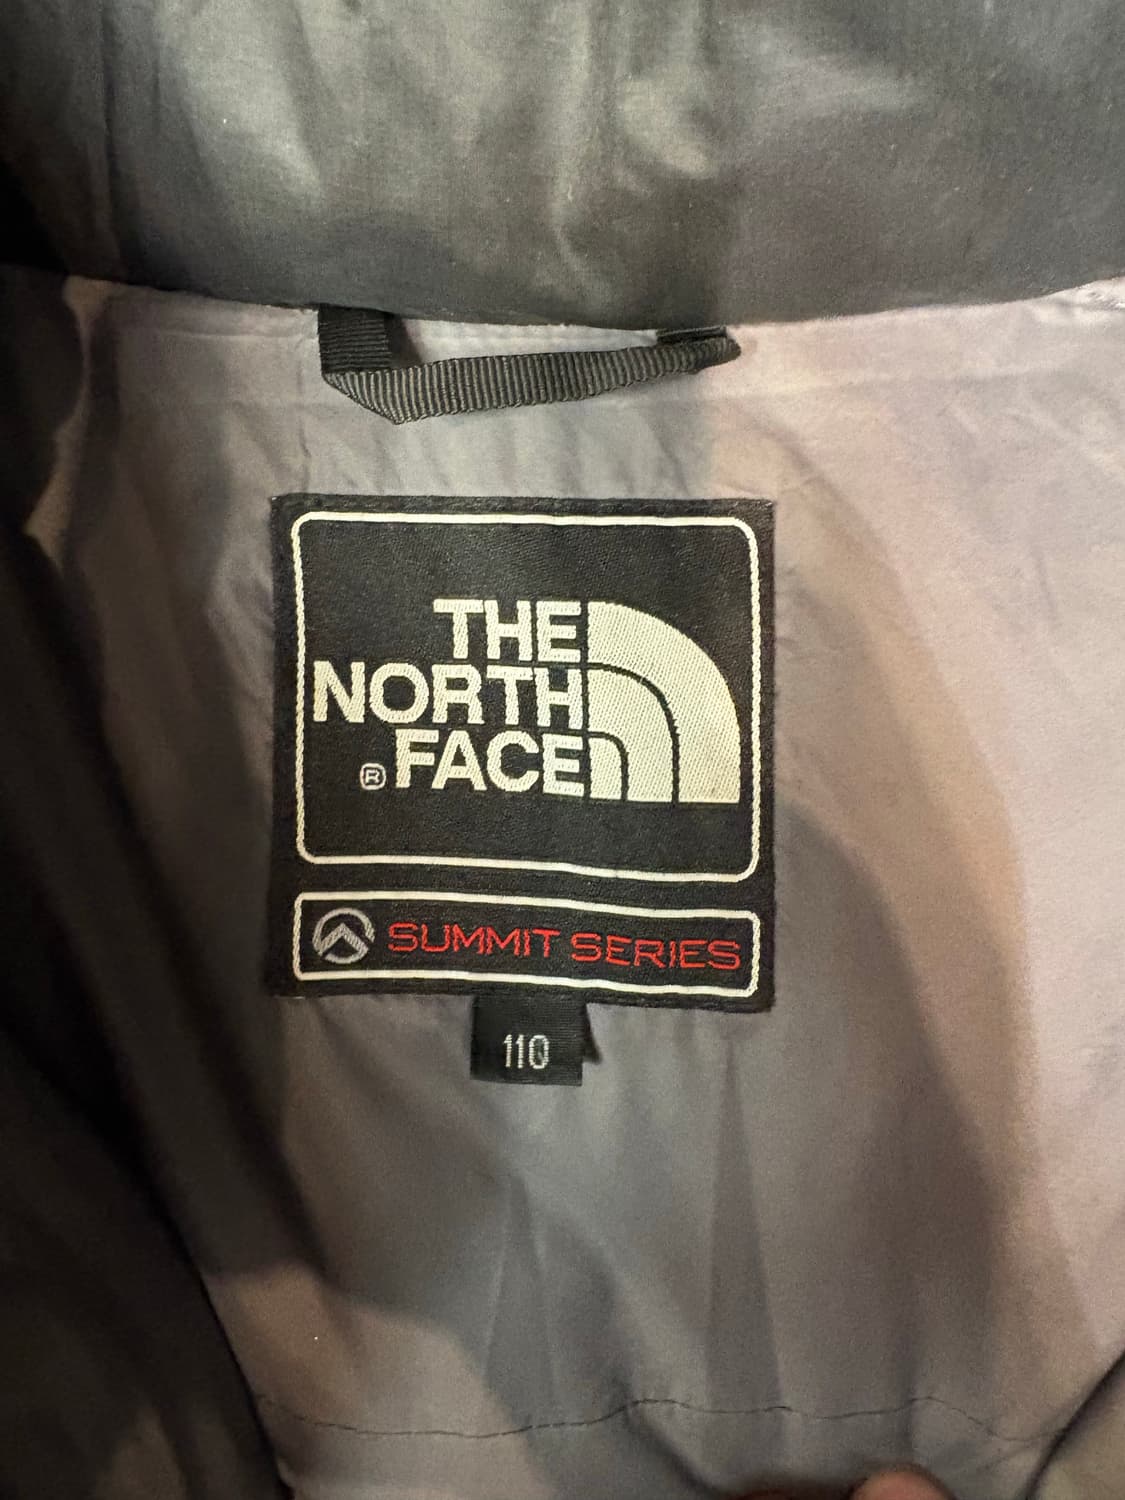 THE
NORTH
® FACE
SUMMIT SERIES
110